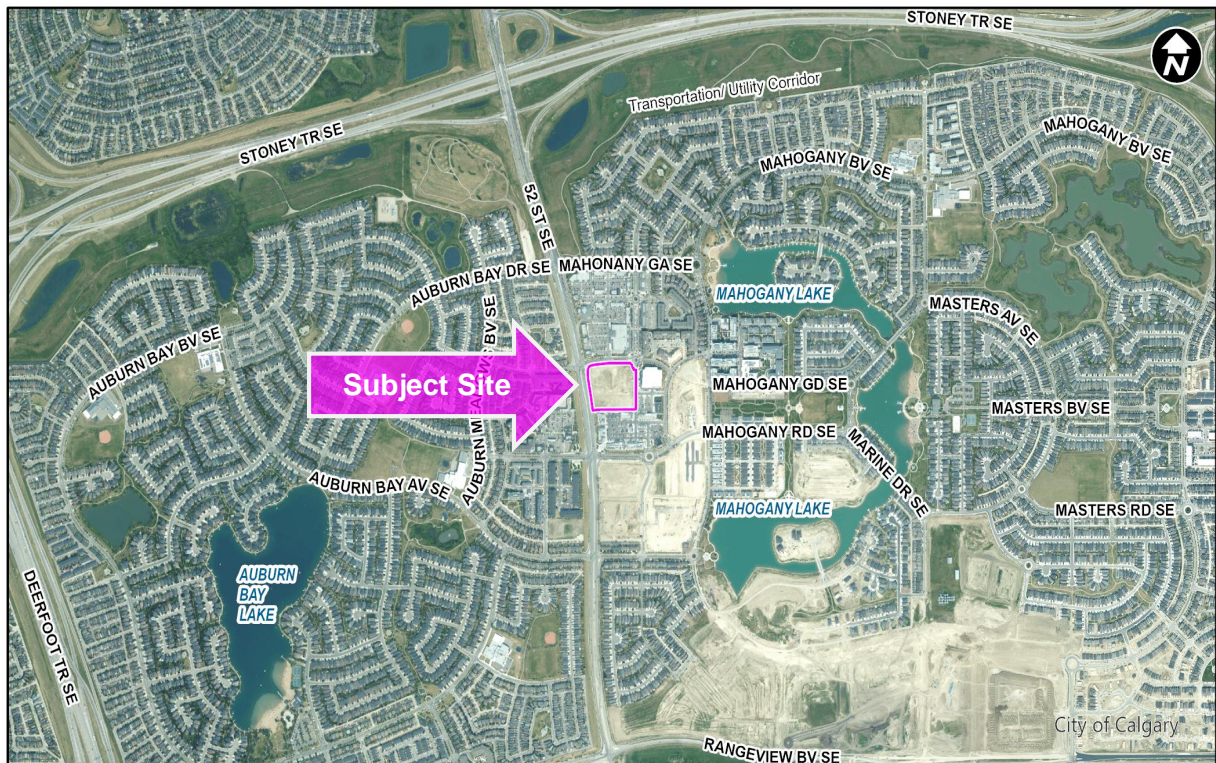 STONEY TR SE
N
Transportation/ Utility Corridor
STONEY TR SE
MAHOGANY BV SE
MAHOGANY BV SE
52 ST SE
AUBURN BAY DR SE
MAHONANY GA SE
MAHOGANY LAKE
MASTERS AV SE
AUBURN BAY BV SE
Subject Site
MAHOGANY GD SE
MASTERS BV SE
MAHOGANY RD SE
MARINE DR SE
AUBURN BAY AV SE
MAHOGANY LAKE
MASTERS RD SE
AUBURN
BAY
LAKE
DEERFOOT TR SE
City of Calgary
RANGEVIEW BV SE